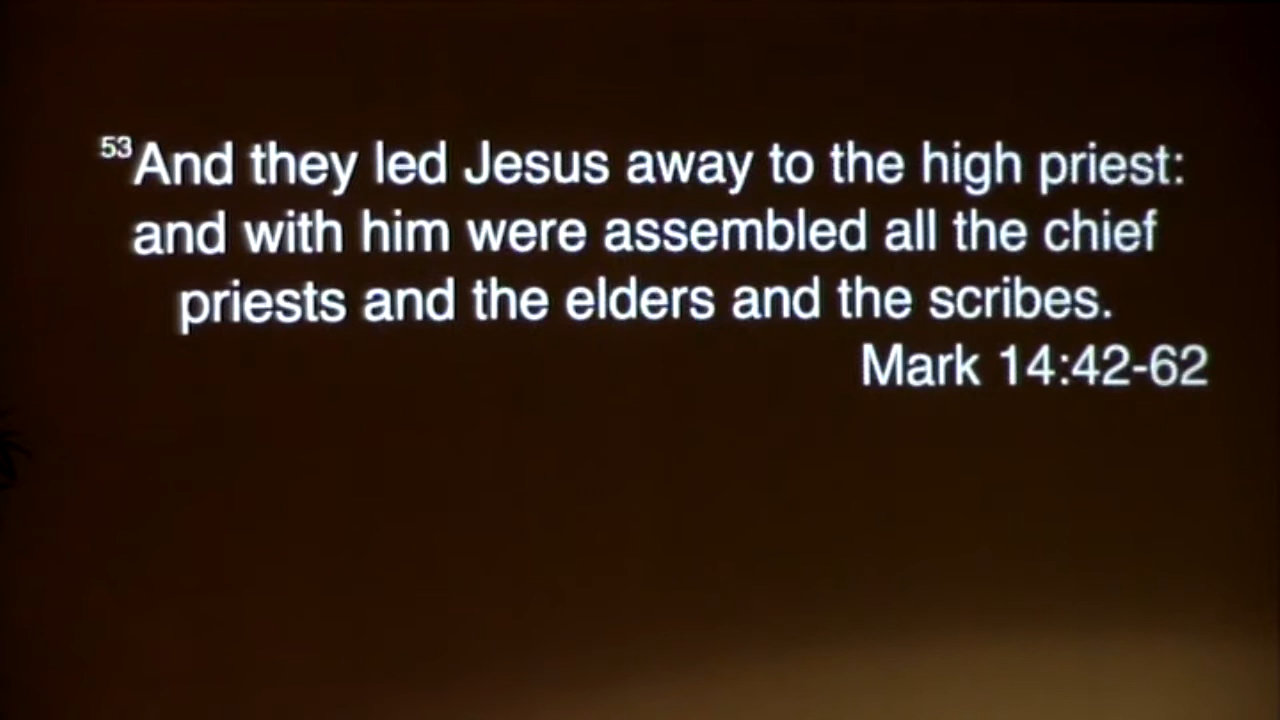 53And they led Jesus away to the high priest:
and with him were assembled all the chief
priests and the elders and the scribes.
Mark 14:42-62